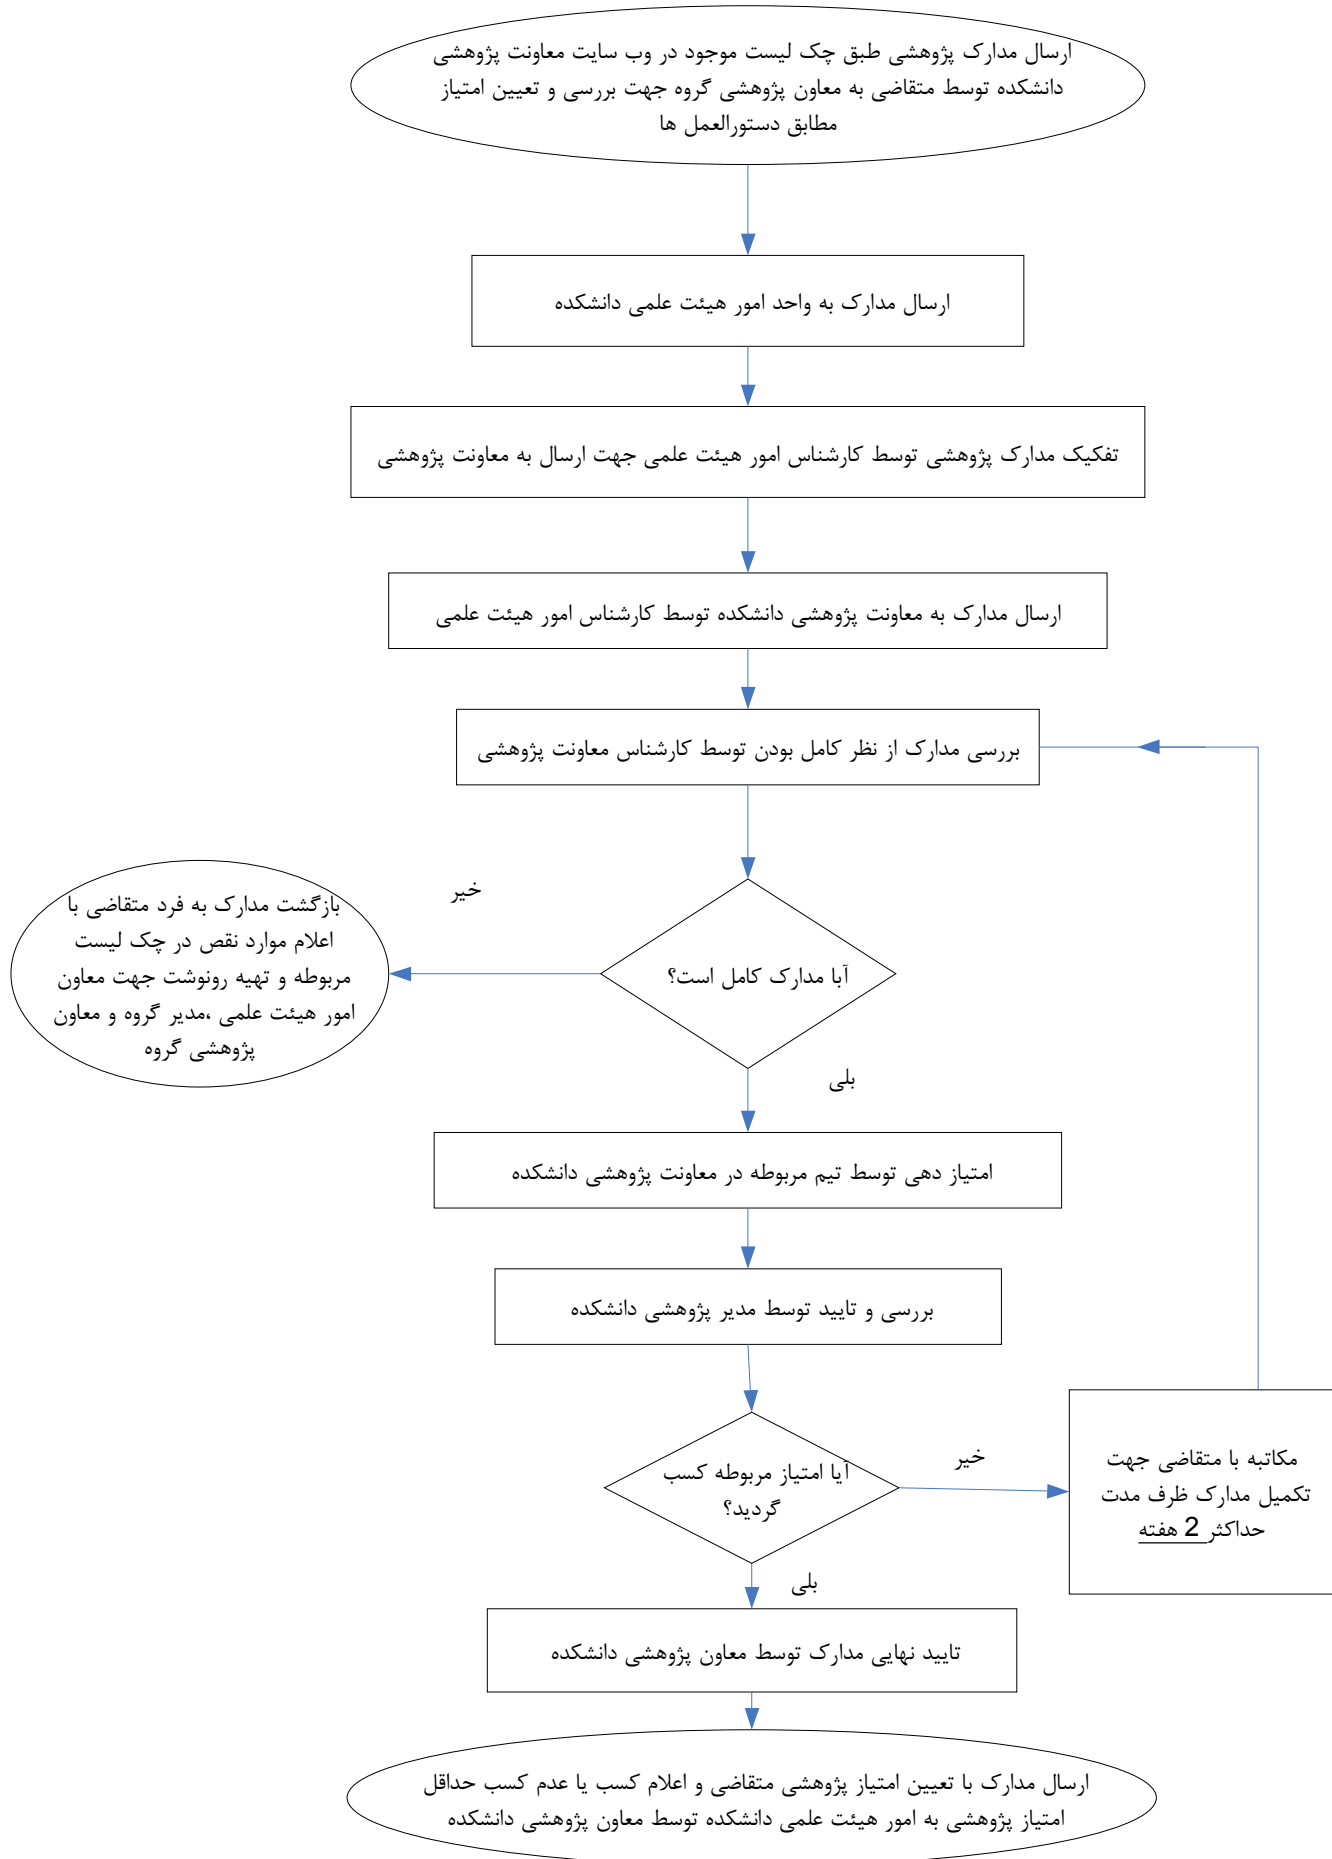 ارسال مدارک پژوهشی طبق چک لیست موجود در وب سایت معاونت پژوهشی
دانشکده توسط متقاضی به معاون پژوهشی گروه جهت بررسی و تعیین امتیاز
مطابق دستورالعمل ها
ارسال مدارک به واحد امور هیئت علمی دانشکده
تفکیک مدارک پژوهشی توسط کارشناس امور هیئت علمی جهت ارسال به معاونت پژوهشی
ارسال مدارک به معاونت پژوهشی دانشکده توسط کارشناس امور هیئت علمی
بررسی مدارک از نظر کامل بودن توسط کارشناس معاونت پژوهشی
خیر
بازگشت مدارک به فرد متقاضی با
اعلام موارد نقص در چک لیست
مربوطه و تهیه رونوشت جهت معاون
امور هیئت علمی ،مدیر گروه و معاون
پژوهشی گروه
آبا مدارک کامل است؟
بلی
امتیاز دهی توسط تیم مربوطه در معاونت پژوهشی دانشکده
بررسی و تایید توسط مدیر پژوهشی دانشکده
آیا امتیاز مربوطه کسب
گردید؟
خیر
مکاتبه با متقاضی جهت
تکمیل مدارک ظرف مدت
حداکثر 2 هفته
بلی
تایید نهایی مدارک توسط معاون پژوهشی دانشکده
ارسال مدارک با تعیین امتیاز پژوهشی متقاضی و اعلام کسب یا عدم کسب حداقل
امتیاز پژوهشی به امور هیئت علمی دانشکده توسط معاون پژوهشی دانشکده